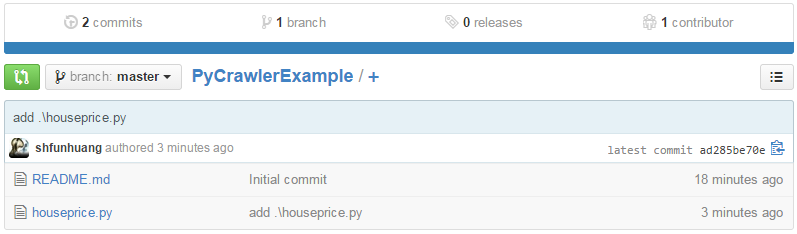 2 commits 1 branch 0 releases 1 contributor
branch: master PyCrawlerExample / +
add .\houseprice.py
shfunhuang authored 3 minutes ago latest commit ad285be70e
README.md Initial commit 18 minutes ago
houseprice.py add .\houseprice.py 3 minutes ago